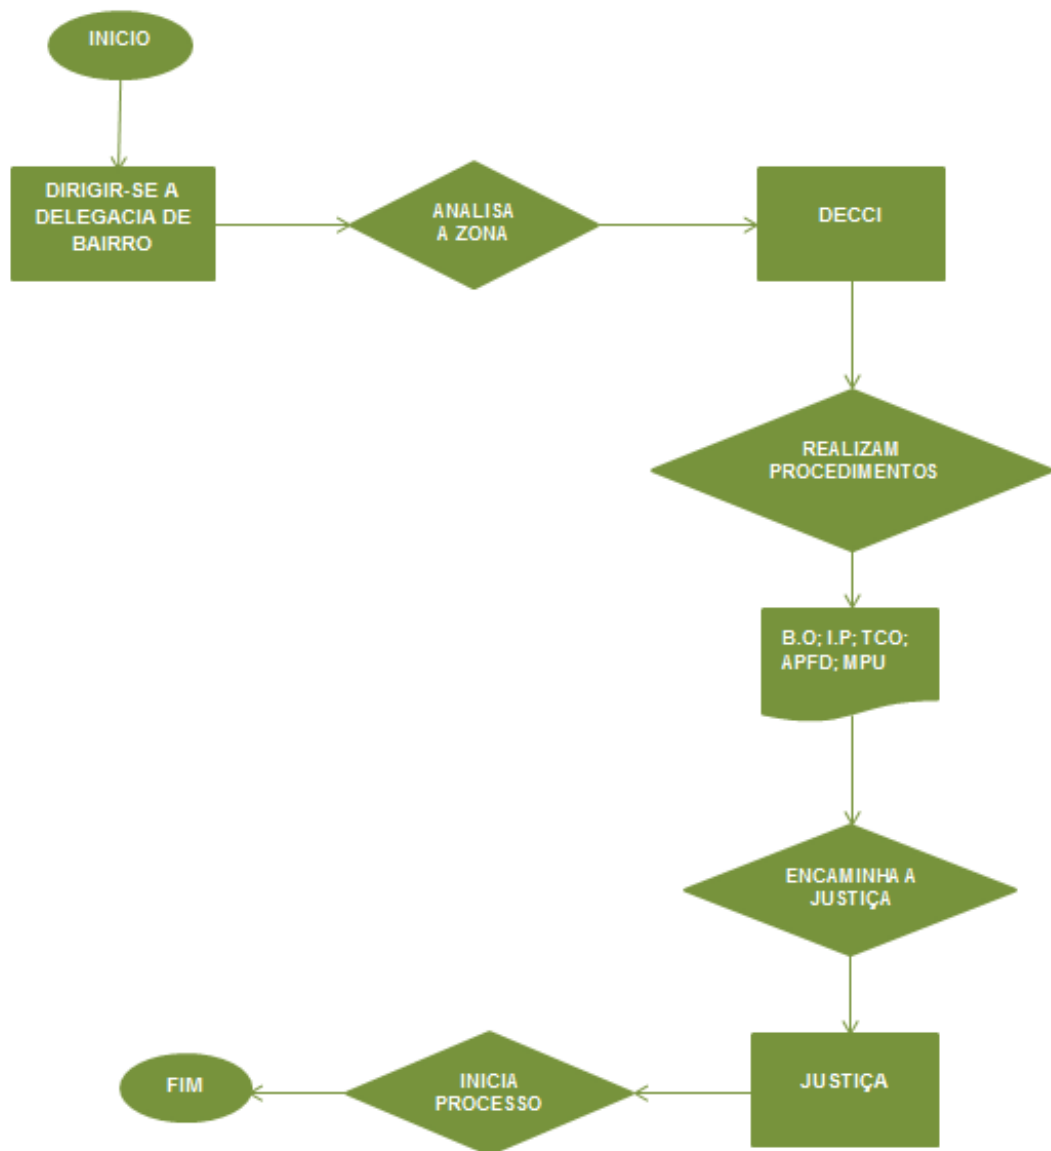 INICIO
DIRIGIR-SE A
DELEGACIA DE
BAIRRO
ANALISA
A ZONA
DECCI
REALIZAM
PROCEDIMENTOS
B.O; I.P; TCO;
APFD; MPU
ENCAMINHA A
JUSTIÇA
JUSTIÇA
INICIA
PROCESSO
FIM